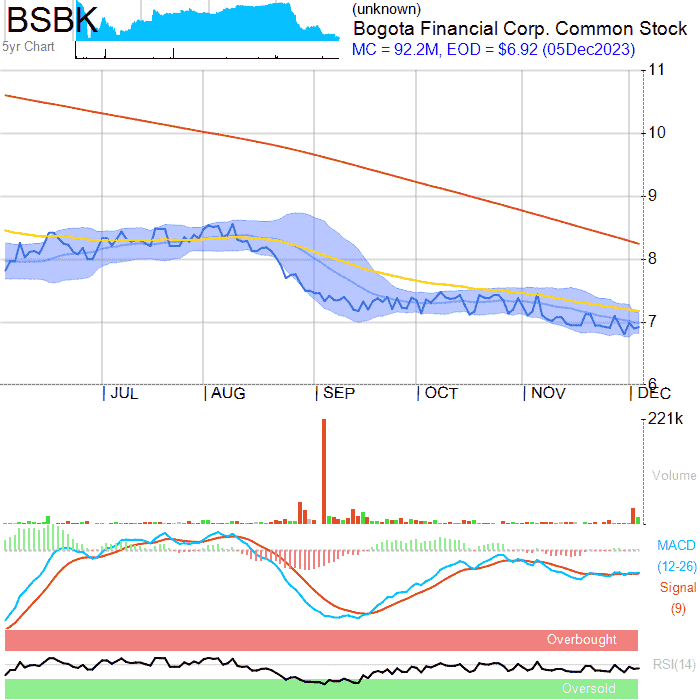 BSBK
5yr Chart
(unknown)
Bogota Financial Corp. Common Stock
MC = 92.2M, EOD = $6.92 (05Dec2023)
11
10
9
8
7
6
JUL AUG SEP OCT NOV DEC
221k
Volume
MACD
(12-26)
Signal
(9)
Overbought
RSI(14)
Oversold